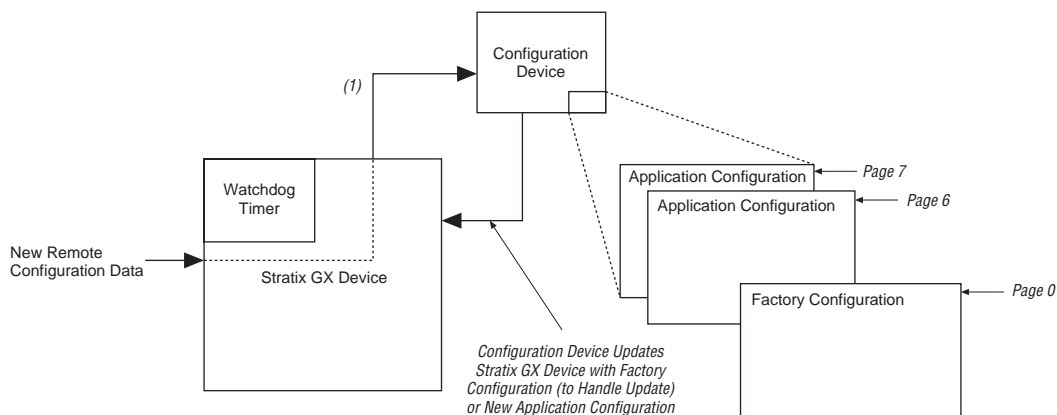 Configuration
Device
(1)
Application Configuration
Page 7
Application Configuration
Page 6
Watchdog
Timer
New Remote
Configuration Data
Stratix GX Device
Factory Configuration
Page 0
Configuration Device Updates
Stratix GX Device with Factory
Configuration (to Handle Update)
or New Application Configuration